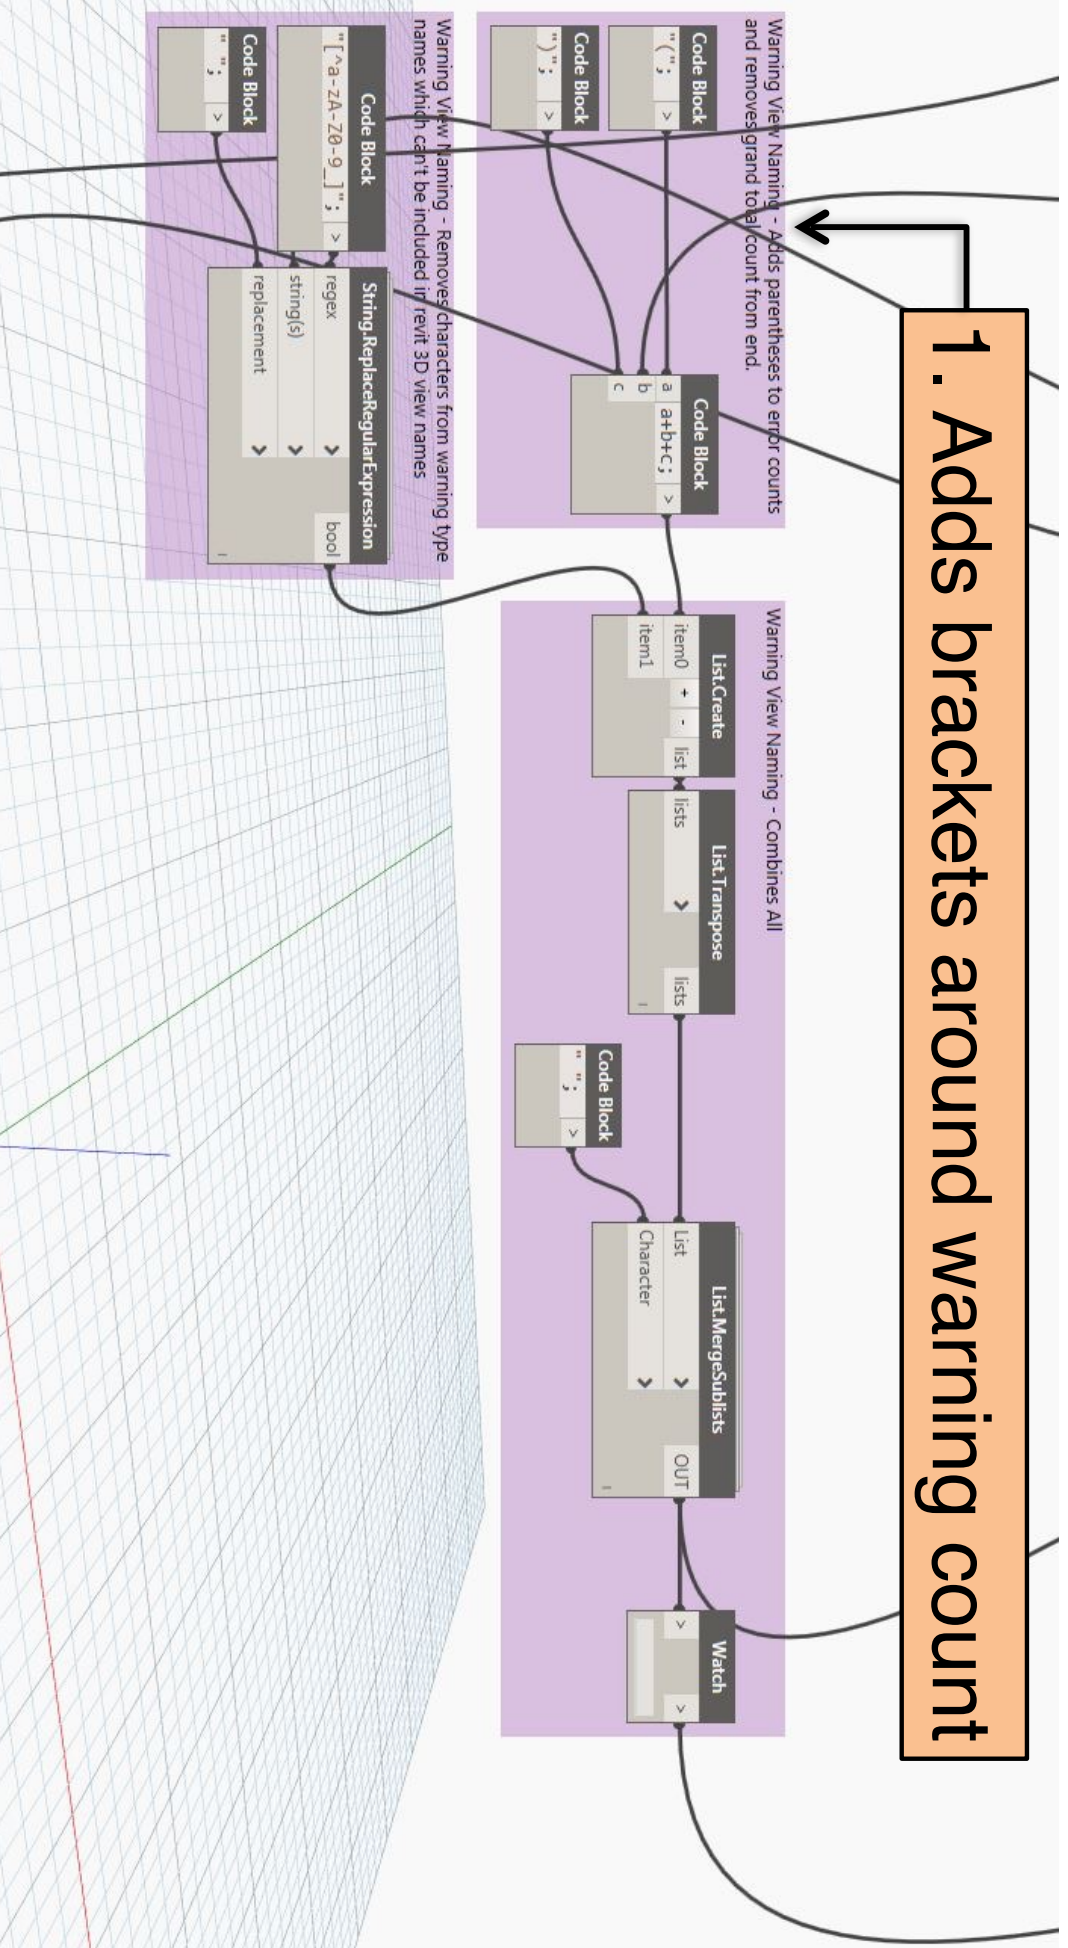 1. Adds brackets around warning count
Warning View Naming - Adds parentheses to error counts
and removes grand total count from end.
Code Block
"("; >
Code Block
")"; >
Code Block
a a+b+c; >
b
c
Warning View Naming - Removes characters from warning type
names which can't be included in revit 3D view names
Code Block
"[^a-zA-Z0-9_]"; >
Code Block
" "; >
String.ReplaceRegularExpression
regex
string(s)
replacement
bool
Warning View Naming - Combines All
List.Create
item0 + - list
item1
List.Transpose
lists
lists
Code Block
" "; >
List.MergeSublists
List
Character
OUT
Watch
> >